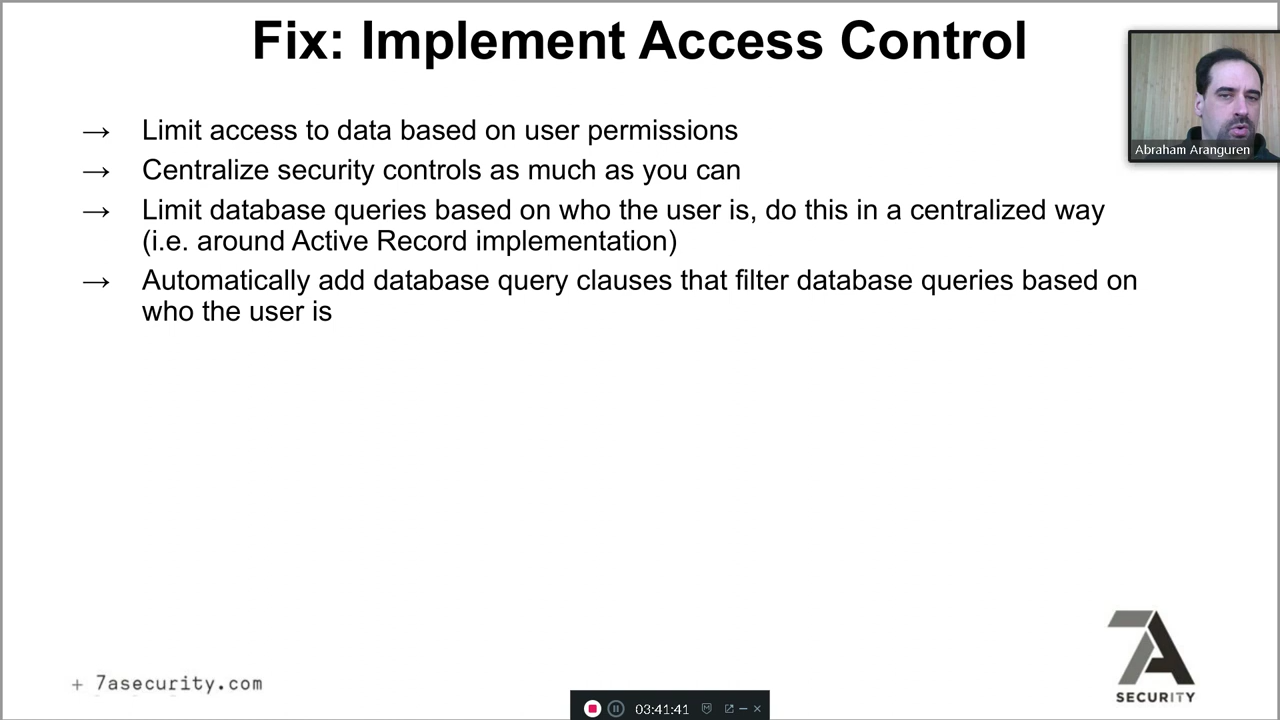 Fix: Implement Access Control
→ Limit access to data based on user permissions
→ Centralize security controls as much as you can
→ Limit database queries based on who the user is, do this in a centralized way
(i.e. around Active Record implementation)
→ Automatically add database query clauses that filter database queries based on
who the user is
Abraham Aranguren
+ 7asecurity.com
03:41:41
7A
SECURITY